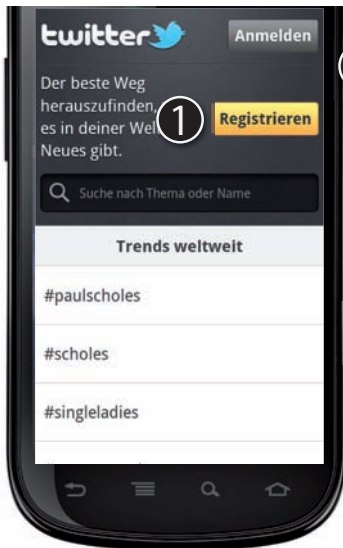 twitter
Anmelden
Der beste Weg
herauszufinden,
es in deiner Wel
Neues gibt.
1
Registrieren
Suche nach Thema oder Name
Trends weltweit
#paulscholes
#scholes
#singleladies